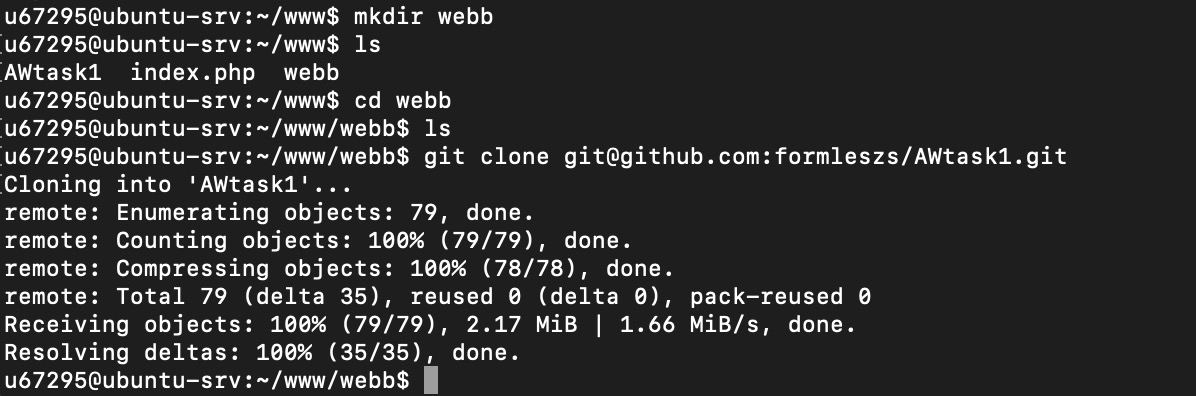 u67295@ubuntu-srv:~/www$ mkdir webb
[u67295@ubuntu-srv:~/www$ ls
[AWtask1  index.php  webb
u67295@ubuntu-srv:~/www$ cd webb
[u67295@ubuntu-srv:~/www/webb$ ls
[u67295@ubuntu-srv:~/www/webb$ git clone git@github.com:formleszs/AWtask1.git
[Cloning into 'AWtask1'...
remote: Enumerating objects: 79, done.
remote: Counting objects: 100% (79/79), done.
remote: Compressing objects: 100% (78/78), done.
remote: Total 79 (delta 35), reused 0 (delta 0), pack-reused 0
Receiving objects: 100% (79/79), 2.17 MiB | 1.66 MiB/s, done.
Resolving deltas: 100% (35/35), done.
u67295@ubuntu-srv:~/www/webb$